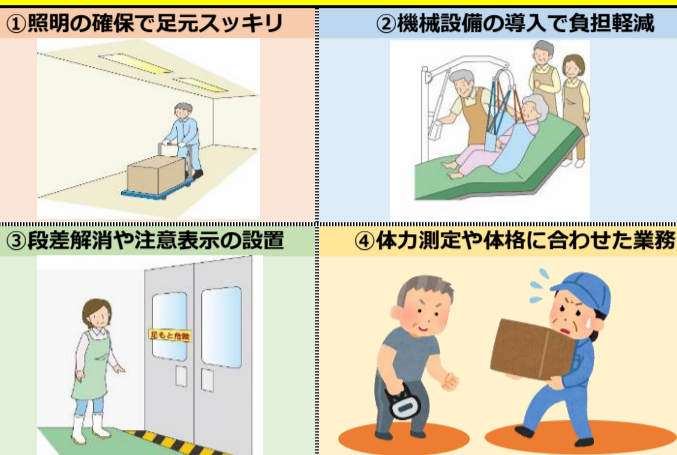 ①照明の確保で足元スッキリ
②機械設備の導入で負担軽減
③段差解消や注意表示の設置
足もと危険
④体力測定や体格に合わせた業務